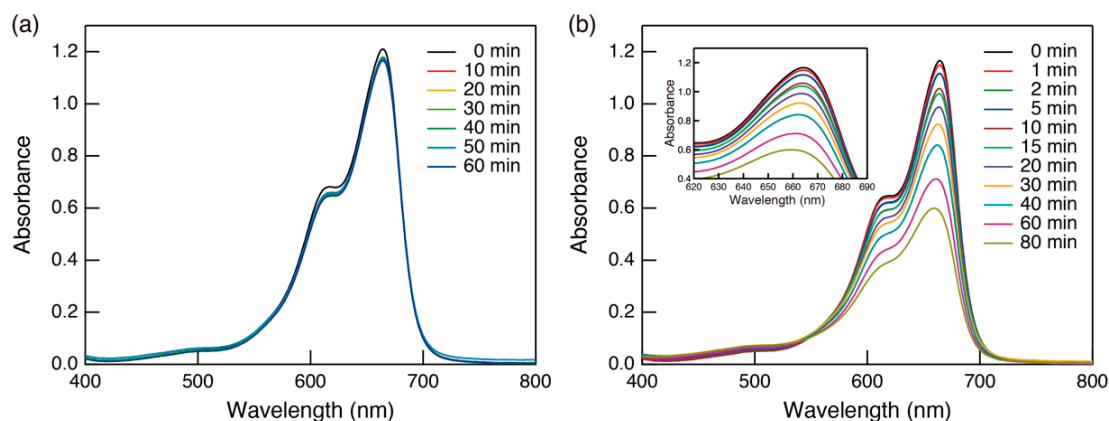 (a)
Absorbance
1.2
1.0
0.8
0.6
0.4
0.2
0.0
400
500
600
700
800
Wavelength (nm)
0 min
10 min
20 min
30 min
40 min
50 min
60 min
(b)
Absorbance
1.2
1.0
0.8
0.6
0.4
0.2
0.0
400
500
600
700
800
Wavelength (nm)
Absorbance
1.2
1.0
0.8
0.6
0.4
620
630
640
650
660
670
680
690
Wavelength (nm)
0 min
1 min
2 min
5 min
10 min
15 min
20 min
30 min
40 min
60 min
80 min